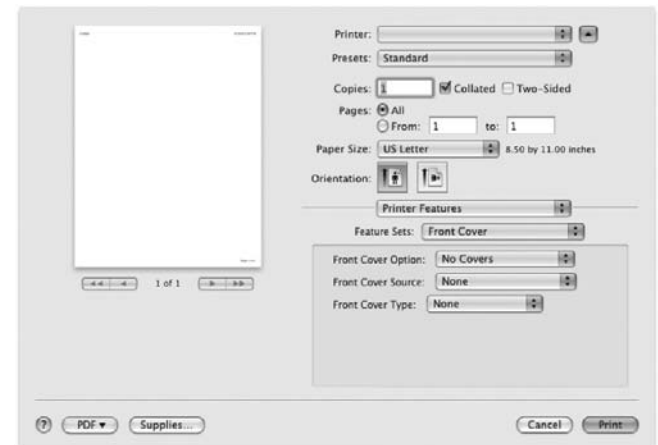 Printer:
Presets: Standard
Copies: 1 Collated Two-Sided
Pages: All
From: 1 to: 1
Paper Size: US Letter 8.50 by 11.00 inches
Orientation:
Printer Features
Feature Sets: Front Cover
Front Cover Option: No Covers
Front Cover Source: None
Front Cover Type: None
1 of 1
? PDF Supplies... Cancel Print